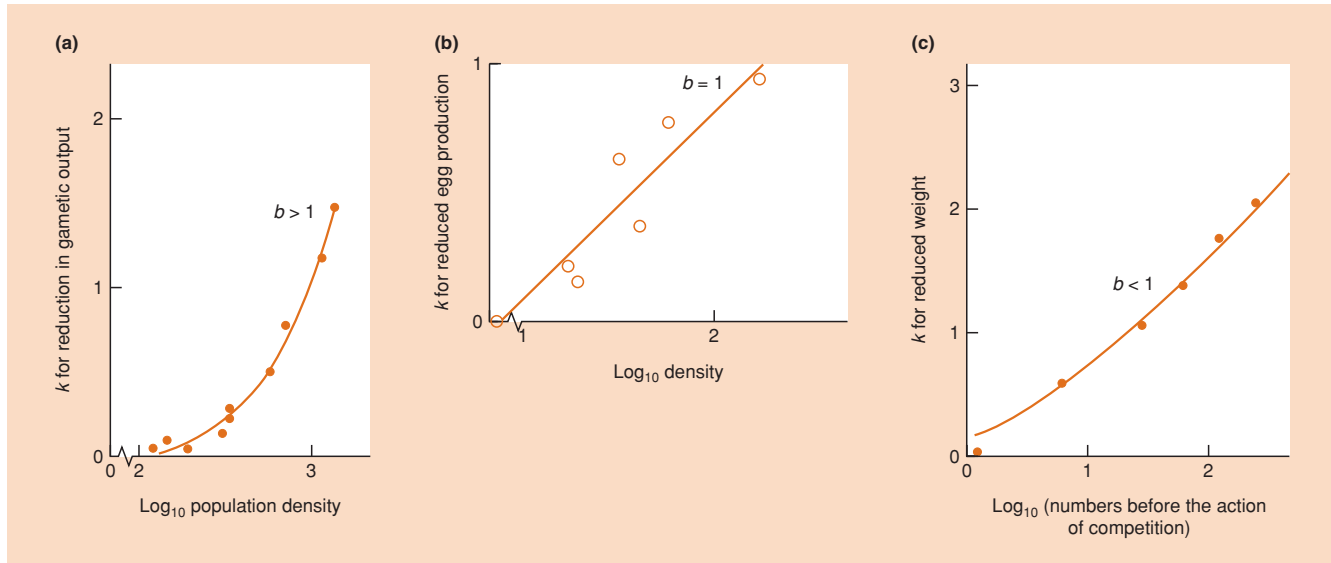 (a)
k for reduction in gametic output
2
1
0
b > 1
0 2 3
Log10 population density
(b)
k for reduced egg production
1
0
b = 1
1 2
Log10 density
(c)
k for reduced weight
3
2
1
0
b < 1
0 1 2
Log10 (numbers before the action
of competition)